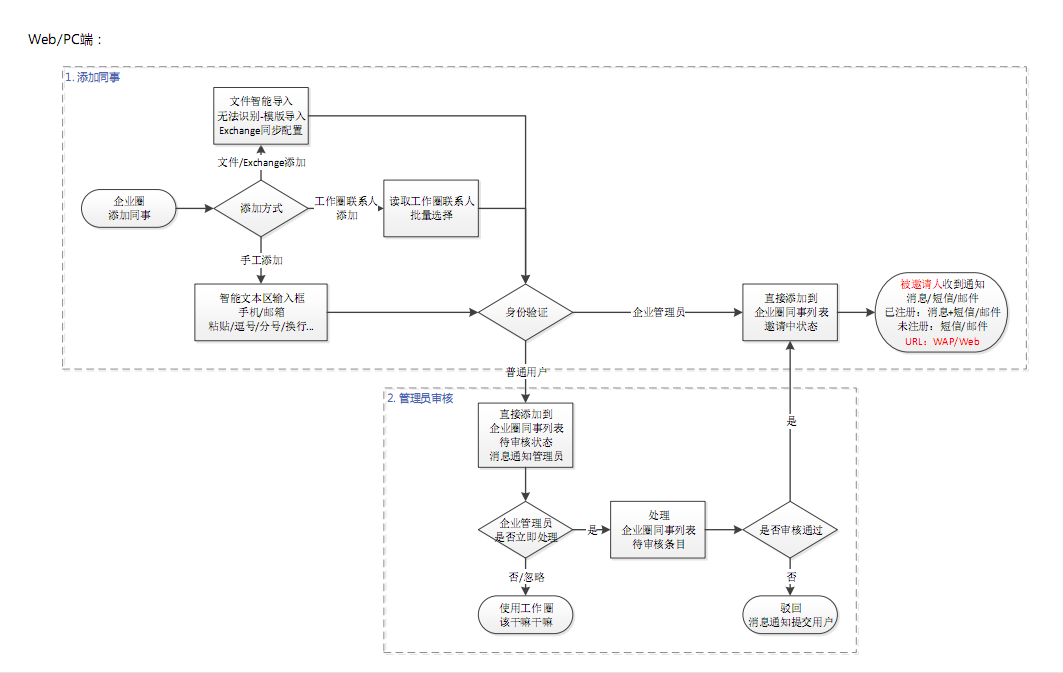 Web/PC端：
1. 添加同事
文件智能导入
无法识别-模版导入
Exchange同步配置
文件/Exchange添加
企业圈
添加同事
添加方式
工作圈联系人
添加
读取工作圈联系人
批量选择
手工添加
智能文本区输入框
手机/邮箱
粘贴/逗号/分号/换行...
身份验证
企业管理员
直接添加到
企业圈同事列表
邀请中状态
被邀请人收到通知
消息/短信/邮件
已注册：消息+短信/邮件
未注册：短信/邮件
URL：WAP/Web
普通用户
2. 管理员审核
直接添加到
企业圈同事列表
待审核状态
消息通知管理员
是
企业管理员
是否立即处理
是
处理
企业圈同事列表
待审核条目
是否审核通过
否/忽略
否
使用工作圈
该干嘛干嘛
驳回
消息通知提交用户